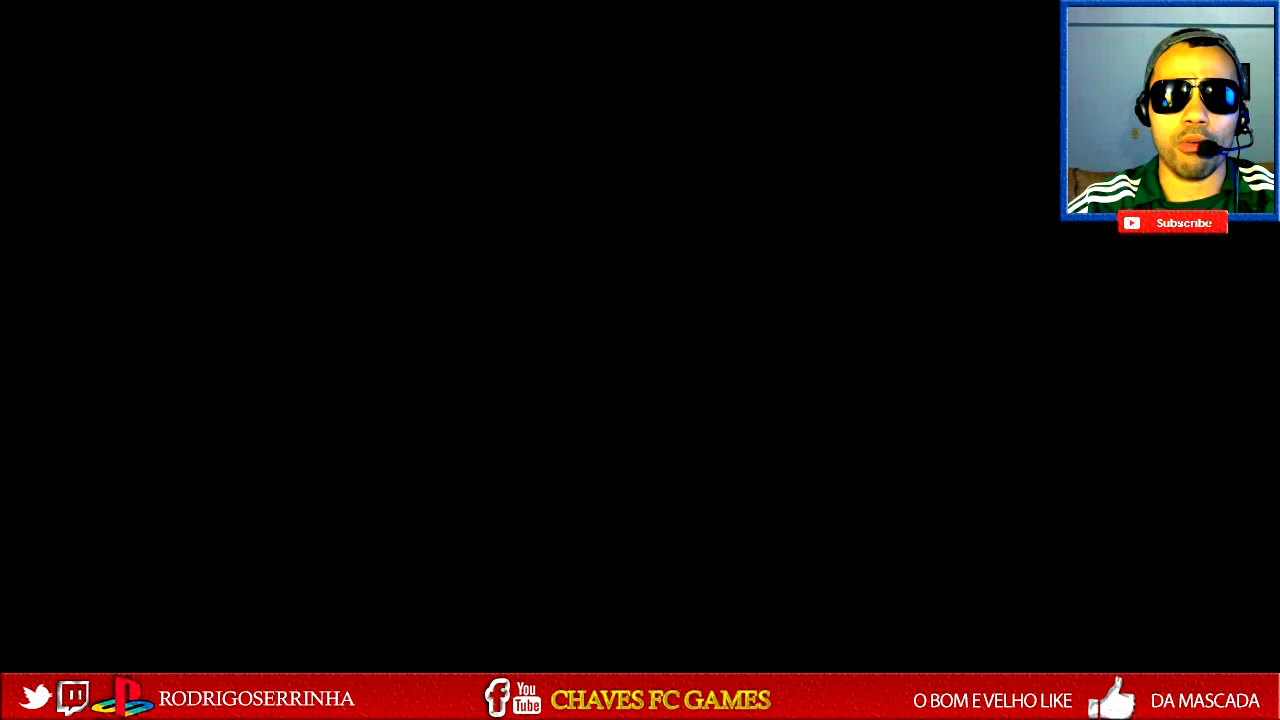 Subscribe
RODRIGOSERRINHA
You
Tube
CHAVES FC GAMES
O BOM E VELHO LIKE
DA MASCADA